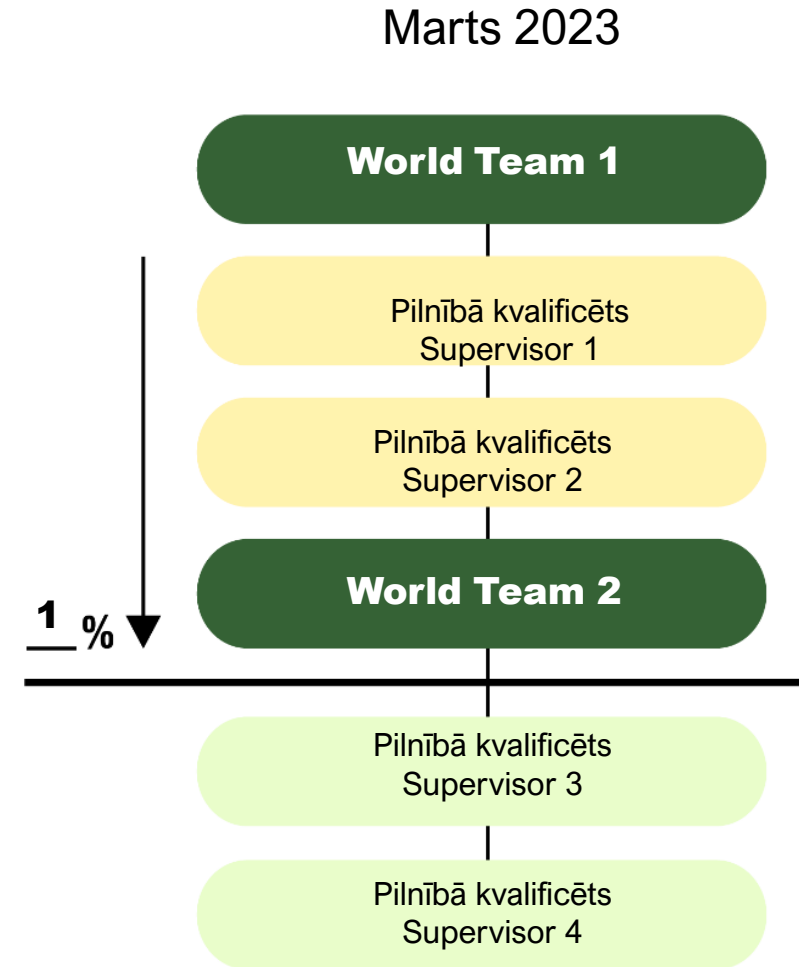 Marts 2023
World Team 1
Pilnībā kvalificēts
Supervisor 1
Pilnībā kvalificēts
Supervisor 2
World Team 2
1 %
Pilnībā kvalificēts
Supervisor 3
Pilnībā kvalificēts
Supervisor 4